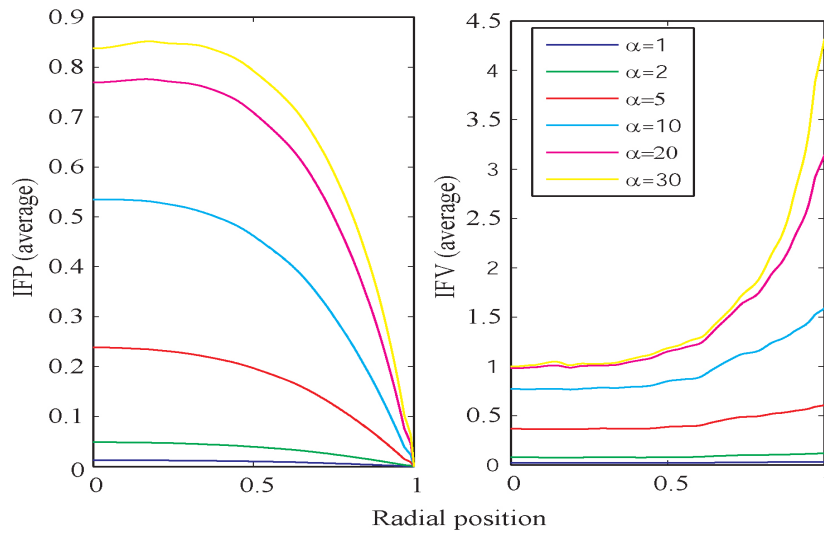 0.9
0.8
0.7
0.6
0.5
0.4
0.3
0.2
0.1
0
IFP (average)
0
0.5
1
4.5
4
3.5
3
2.5
2
1.5
1
0.5
0
IFV (average)
0
0.5
α=1
α=2
α=5
α=10
α=20
α=30
Radial position